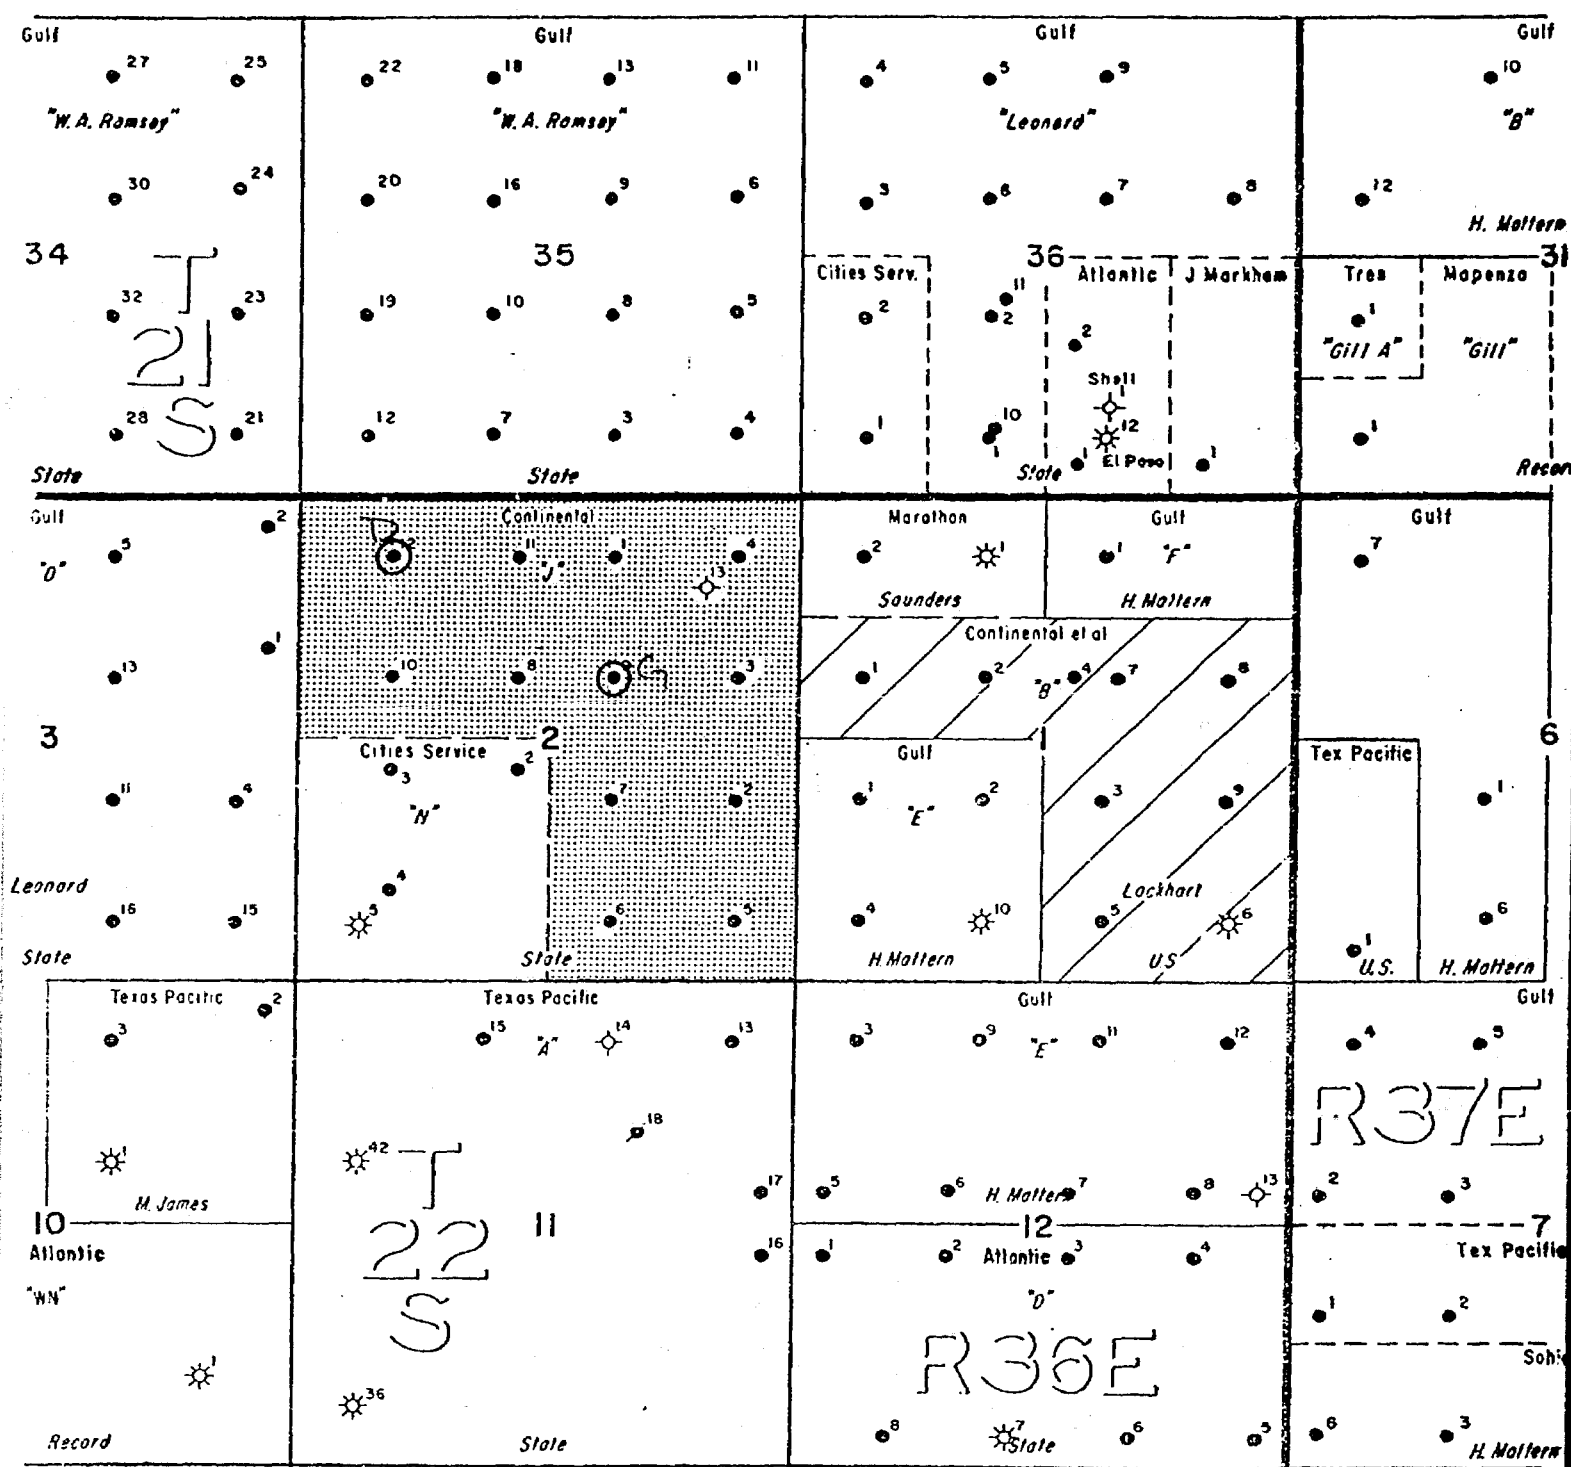 Gulf Gulf Gulf Gulf
27 25 22 18 13 11 4 5 9 10
"W.A. Ramsey" "W.A. Ramsey" "Leonard" "B"
30 24 20 16 9 6 3 6 7 8 12
H. Mattern
34 35 36 31
T
Cities Serv. Atlantic J Markham Tres Mapenza
32 23 19 10 8 5 2 11 2 2 1
21
"Gill A" "Gill"
Shell
1
S
28 21 12 7 3 4 1 10 1 12 1 1 1
El Paso
State State State Record
Gulf Continental Marathon Gulf Gulf
"D" 5 2 D 11 "J" 1 4 13 2 1 1 "F" 7
Saunders H. Mattern
Continental et al
13 1 10 8 G 3 1 2 "B" 4 7 8
3 2 6
Cities Service Gulf Tex Pacific
3 2
"N" "E"
11 4 7 2 1 2 3 9 1
4
Leonard Lockhart
16 15 5 6 5 4 10 5 6 1 6
State State H. Mattern U.S U.S. H. Mattern
Texas Pacific Texas Pacific Gulf Gulf
3 2 15 "A" 14 13 3 9 "E" 11 12 4 5
R37E
18
1 42 T
17 5 6 7 8 13 2 3
M. James H. Mattern
10 11 12 7
22
Atlantic Atlantic Tex Pacific
16 1 2 3 4
"WN" "D"
S
1 2
R36E
1 36
8 7 6 5 6 3
Record State State H. Mattern